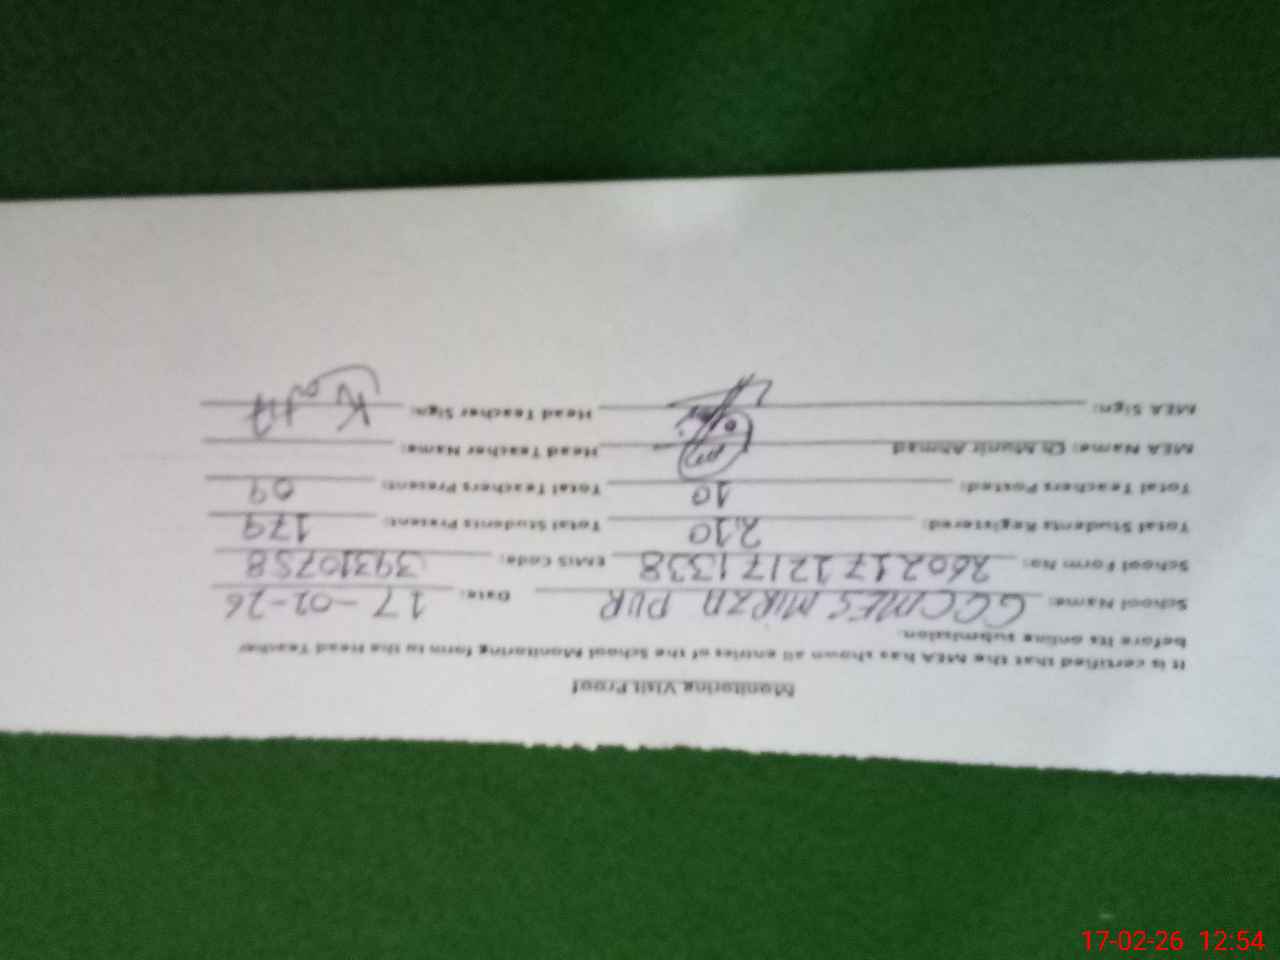 Monitoring Visit Proof
It is certified that the MEA has shown all entries of the School Monitoring form to the Head Teacher
before its online submission.
School Name: GCMES MIRZA PUR Date: 17-02-26
School Form No: 26021712171338 EMIS Code: 39310758
Total Students Registered: 210 Total Students Present: 179
Total Teachers Posted: 10 Total Teachers Present: 09
MEA Name: Ch Munir Ahmad Head Teacher Name:
MEA Sign: Head Teacher Sign:
17-02-26 12:54